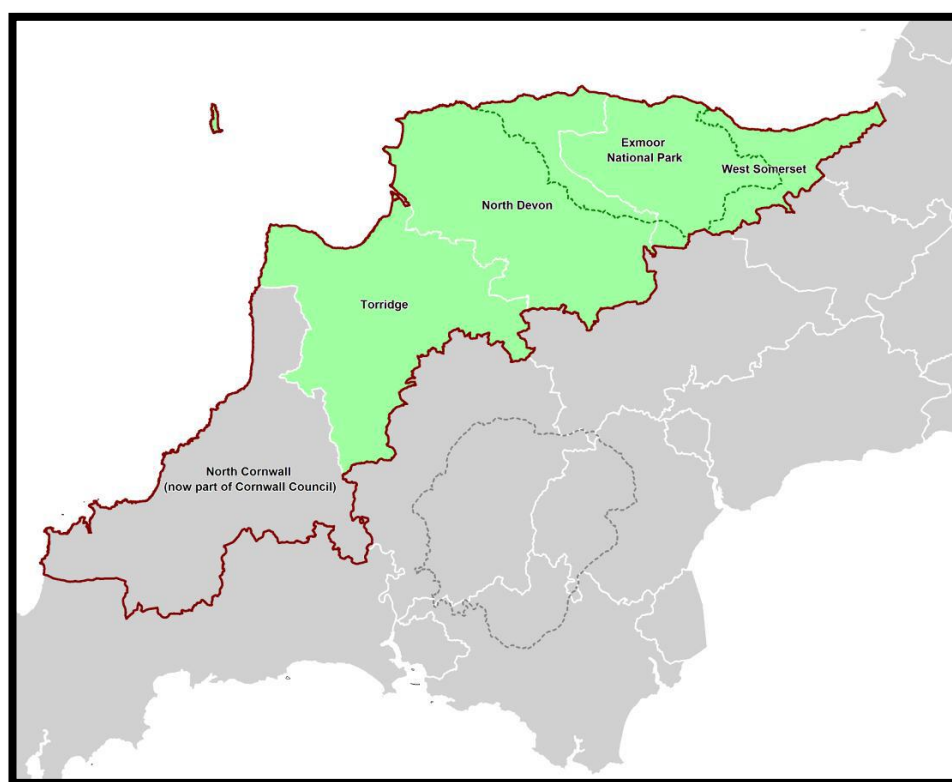 Exmoor
National Park
West Somerset
North Devon
Torridge
North Cornwall
(now part of Cornwall Council)